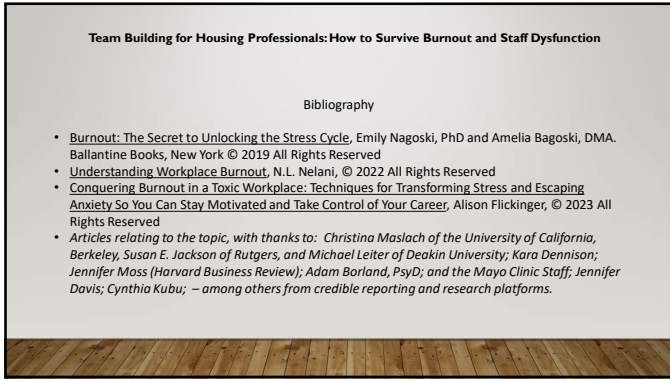 Team Building for Housing Professionals: How to Survive Burnout and Staff Dysfunction
Bibliography
• Burnout: The Secret to Unlocking the Stress Cycle, Emily Nagoski, PhD and Amelia Bagoski, DMA.
Ballantine Books, New York © 2019 All Rights Reserved
• Understanding Workplace Burnout, N.L. Nelani, © 2022 All Rights Reserved
• Conquering Burnout in a Toxic Workplace: Techniques for Transforming Stress and Escaping
Anxiety So You Can Stay Motivated and Take Control of Your Career, Alison Flickinger, © 2023 All
Rights Reserved
• Articles relating to the topic, with thanks to: Christina Maslach of the University of California,
Berkeley, Susan E. Jackson of Rutgers, and Michael Leiter of Deakin University; Kara Dennison;
Jennifer Moss (Harvard Business Review); Adam Borland, PsyD; and the Mayo Clinic Staff; Jennifer
Davis; Cynthia Kubu; – among others from credible reporting and research platforms.